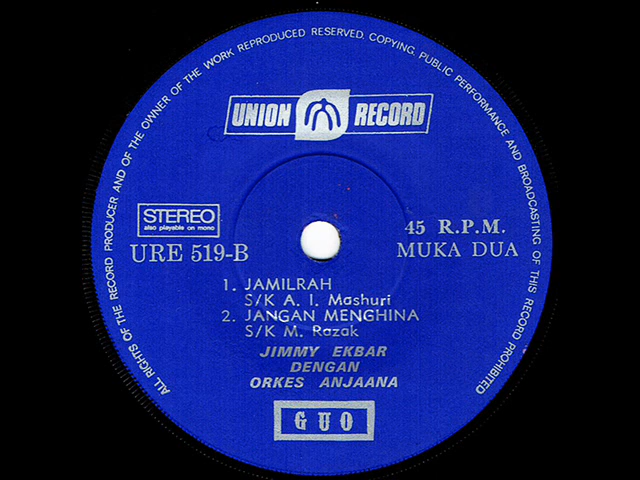 ALL RIGHTS OF THE RECORD PRODUCER AND OF THE OWNER OF THE WORK REPRODUCED RESERVED. COPYING, PUBLIC PERFORMANCE AND BROADCASTING OF THIS RECORD PROHIBITED
UNION RECORD
STEREO
also playable on mono
URE 519-B
45 R.P.M.
MUKA DUA
1. JAMILRAH
S/K A. I. Mashuri
2. JANGAN MENGHINA
S/K M. Razak
JIMMY EKBAR
DENGAN
ORKES ANJAANA
GUO